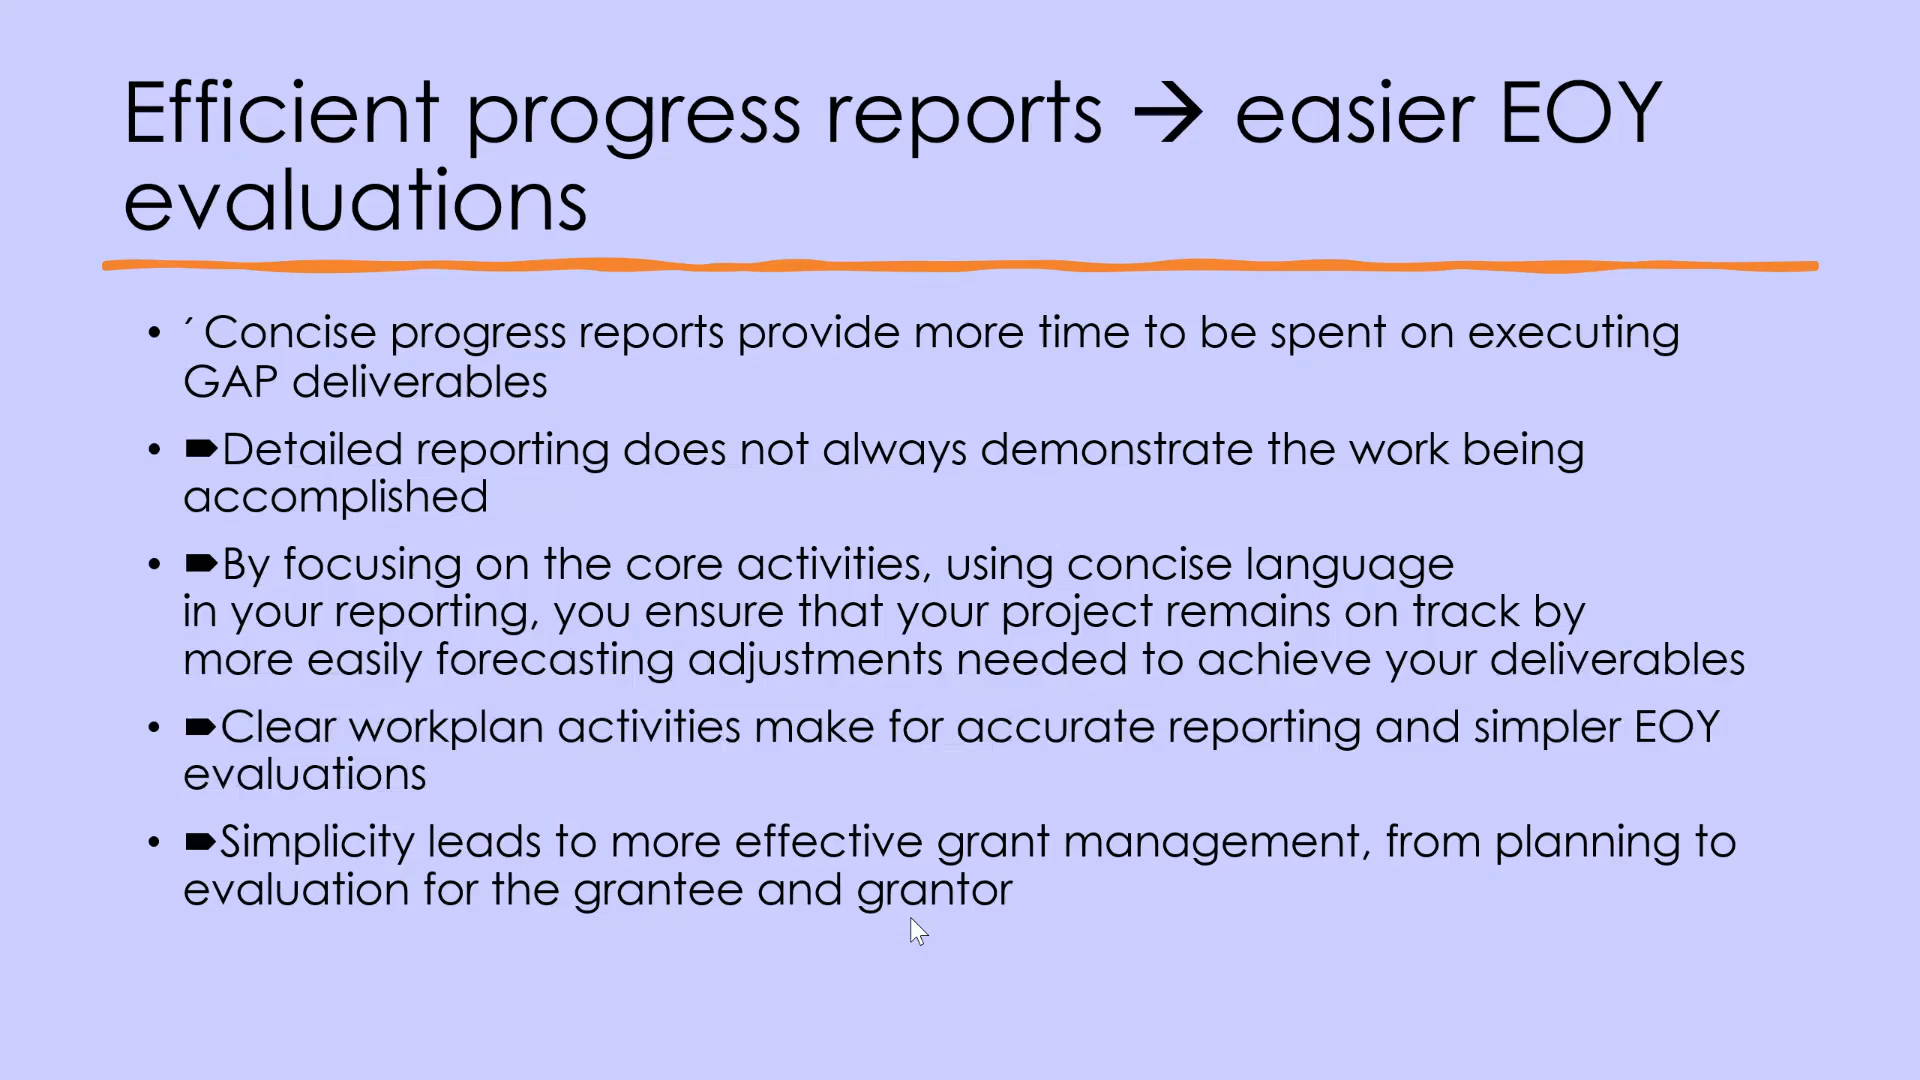 Efficient progress reports → easier EOY
evaluations
• ´ Concise progress reports provide more time to be spent on executing
GAP deliverables
• Detailed reporting does not always demonstrate the work being
accomplished
• By focusing on the core activities, using concise language
in your reporting, you ensure that your project remains on track by
more easily forecasting adjustments needed to achieve your deliverables
• Clear workplan activities make for accurate reporting and simpler EOY
evaluations
• Simplicity leads to more effective grant management, from planning to
evaluation for the grantee and grantor